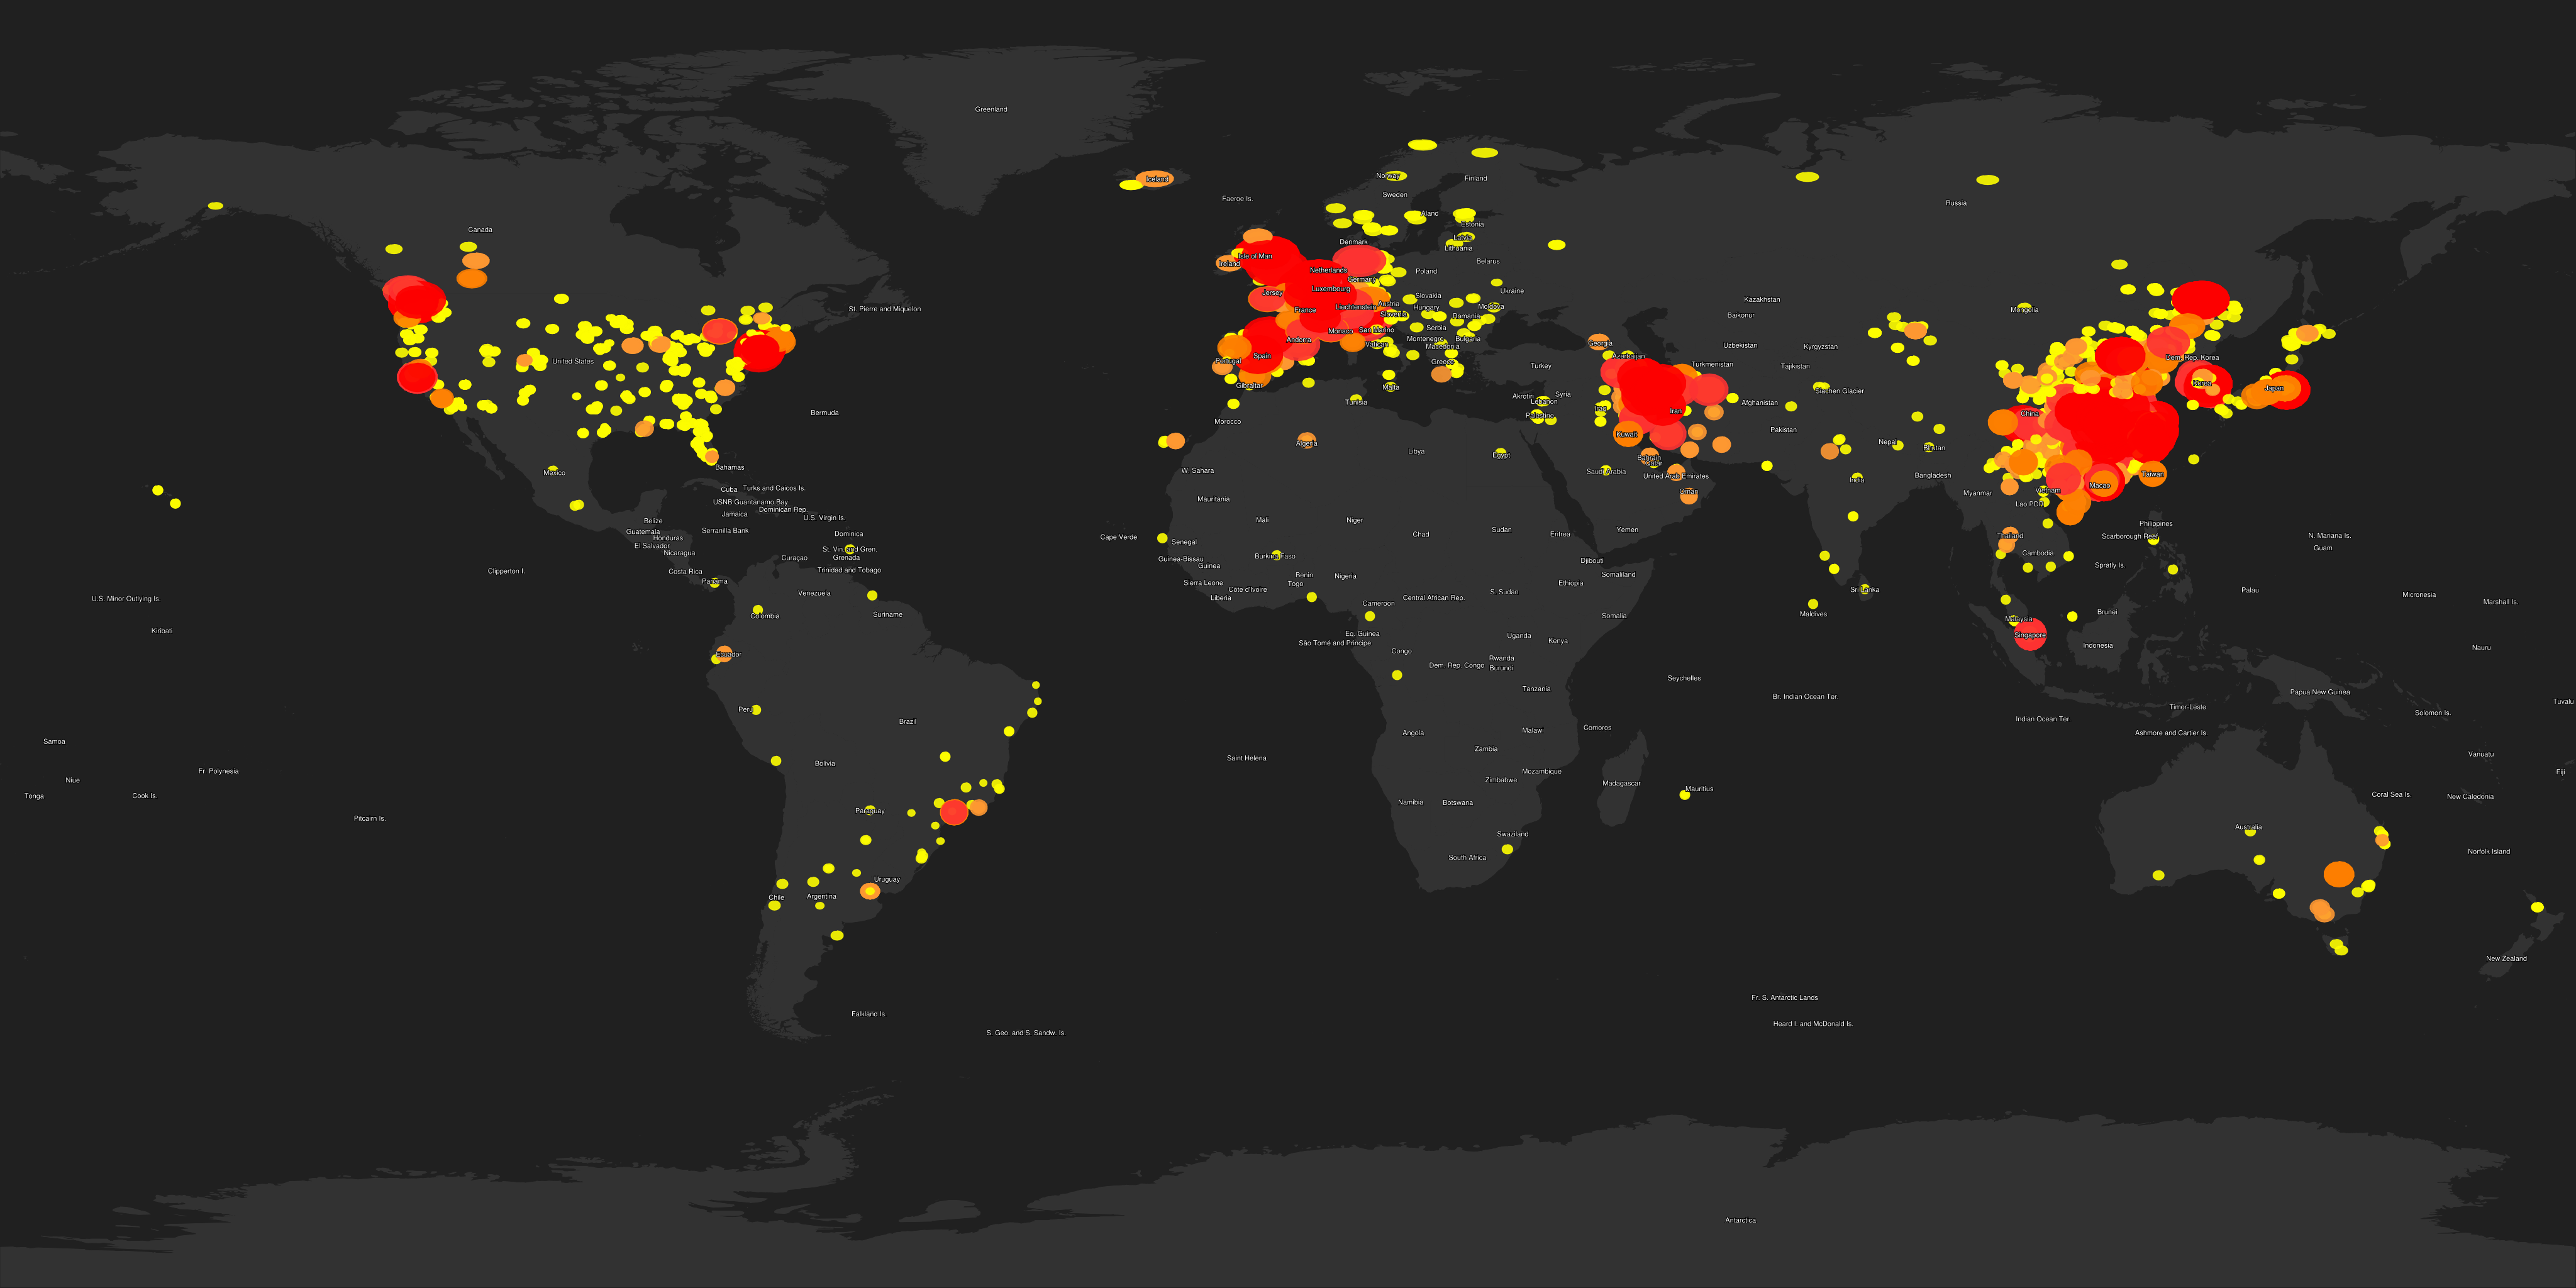 Greenland
Iceland
Norway
Finland
Sweden
Faeroe Is.
Russia
Aland
Estonia
Canada
Latvia
Denmark
Lithuania
Isle of Man
Ireland
Belarus
Netherlands
Poland
Germany
Luxembourg
Ukraine
Jersey
Slovakia
Kazakhstan
Austria
Moldova
Liechtenstein
Hungary
St. Pierre and Miquelon
France
Mongolia
Slovenia
Romania
Baikonur
Serbia
Monaco
San Marino
Andorra
Montenegro
Bulgaria
Vatican
Macedonia
Uzbekistan
Kyrgyzstan
Georgia
Azerbaijan
Spain
Portugal
Dem. Rep. Korea
United States
Greece
Turkey
Turkmenistan
Tajikistan
Gibraltar
Malta
Korea
Japan
Siachen Glacier
Syria
Akrotiri
Lebanon
Tunisia
Afghanistan
Iraq
Iran
Bermuda
China
Palestine
Morocco
Pakistan
Kuwait
Algeria
Nepal
Bhutan
Libya
Egypt
Bahrain
Qatar
Bahamas
W. Sahara
Saudi Arabia
Mexico
United Arab Emirates
Taiwan
Bangladesh
India
Macao
Cuba
Turks and Caicos Is.
Oman
Myanmar
Vietnam
Mauritania
USNB Guantanamo Bay
Lao PDR
Dominican Rep.
Jamaica
U.S. Virgin Is.
Belize
Mali
Niger
Philippines
Serranilla Bank
Guatemala
Sudan
Yemen
Dominica
Chad
Eritrea
Thailand
Scarborough Reef
N. Mariana Is.
Cape Verde
Honduras
Senegal
El Salvador
Guam
St. Vin. and Gren.
Nicaragua
Cambodia
Burkina Faso
Grenada
Curaçao
Guinea-Bissau
Djibouti
Guinea
Spratly Is.
Clipperton I.
Costa Rica
Trinidad and Tobago
Benin
Nigeria
Somaliland
Panama
Sierra Leone
Togo
Ethiopia
Côte d'Ivoire
Sri Lanka
Palau
Venezuela
S. Sudan
Micronesia
U.S. Minor Outlying Is.
Liberia
Central African Rep.
Marshall Is.
Cameroon
Brunei
Maldives
Suriname
Colombia
Somalia
Malaysia
Kiribati
Eq. Guinea
Singapore
Uganda
Kenya
São Tomé and Principe
Indonesia
Nauru
Congo
Ecuador
Rwanda
Dem. Rep. Congo
Burundi
Seychelles
Tanzania
Papua New Guinea
Br. Indian Ocean Ter.
Tuvalu
Timor-Leste
Peru
Solomon Is.
Indian Ocean Ter.
Brazil
Comoros
Malawi
Angola
Ashmore and Cartier Is.
Samoa
Zambia
Vanuatu
Saint Helena
Bolivia
Fr. Polynesia
Mozambique
Fiji
Niue
Zimbabwe
Madagascar
Mauritius
Tonga
Cook Is.
Coral Sea Is.
New Caledonia
Namibia
Botswana
Paraguay
Pitcairn Is.
Australia
Swaziland
Norfolk Island
South Africa
Uruguay
Chile
Argentina
New Zealand
Fr. S. Antarctic Lands
Falkland Is.
Heard I. and McDonald Is.
S. Geo. and S. Sandw. Is.
Antarctica